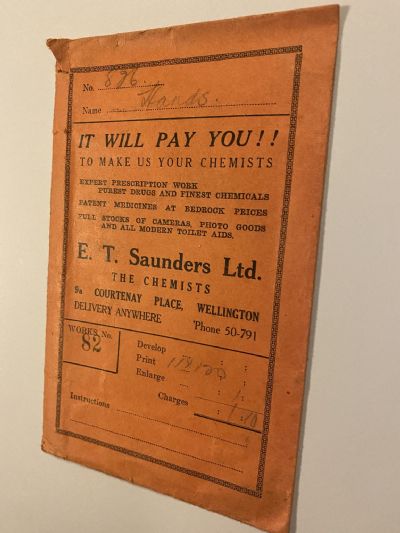 No. 896.
Name Hands.
IT WILL PAY YOU!!
TO MAKE US YOUR CHEMISTS
EXPERT PRESCRIPTION WORK
PUREST DRUGS AND FINEST CHEMICALS
PATENT MEDICINES AT BEDROCK PRICES
FULL STOCKS OF CAMERAS, PHOTO GOODS
AND ALL MODERN TOILET AIDS.
E. T. Saunders Ltd.
THE CHEMISTS
9a COURTENAY PLACE, WELLINGTON
DELIVERY ANYWHERE 'Phone 50-791
WORKS No.
82
Develop
Print
Enlarge
Charges
Instructions